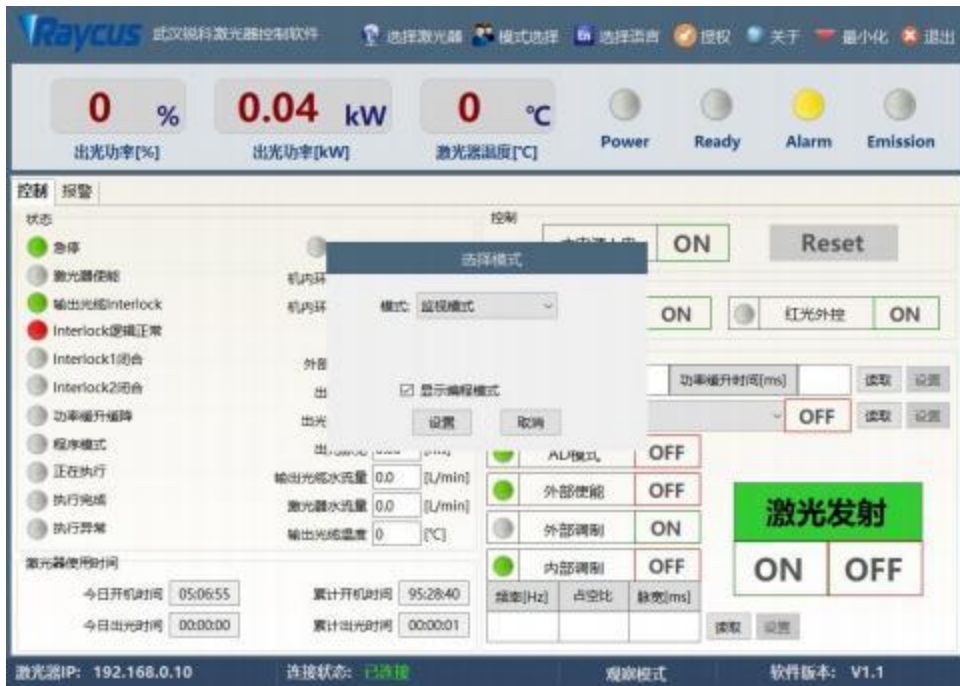 Raycus 武汉锐科激光器控制软件 选择激光器 模式选择 En 选择语言 授权 关于 最小化 退出
0 % 0.04 kW 0 ℃
出光功率[%] 出光功率[kW] 激光器温度[℃] Power Ready Alarm Emission
控制 报警
状态 控制
急停 ON Reset
激光器使能 机内环
选择模式
输出光缆Interlock 机内环 模式: 监视模式 ON 红光外控 ON
Interlock逻辑正常
Interlock1闭合 外部
功率缓升时间[ms] 读取 设置
Interlock2闭合 出 显示编程模式
功率缓升缓降 出光 设置 取消 OFF 读取 设置
程序模式 出 AD模式 OFF
正在执行 输出光缆水流量 0.0 [L/min] 外部使能 OFF
执行完成 激光器水流量 0.0 [L/min] 激光发射
执行异常 输出光缆温度 0 [℃] 外部调制 ON
激光器使用时间 内部调制 OFF ON OFF
今日开机时间 05:06:55 累计开机时间 95:28:40 频率[Hz] 占空比 脉宽[ms]
今日出光时间 00:00:00 累计出光时间 00:00:01 读取 设置
激光器IP: 192.168.0.10 连接状态: 已连接 观察模式 软件版本: V1.1